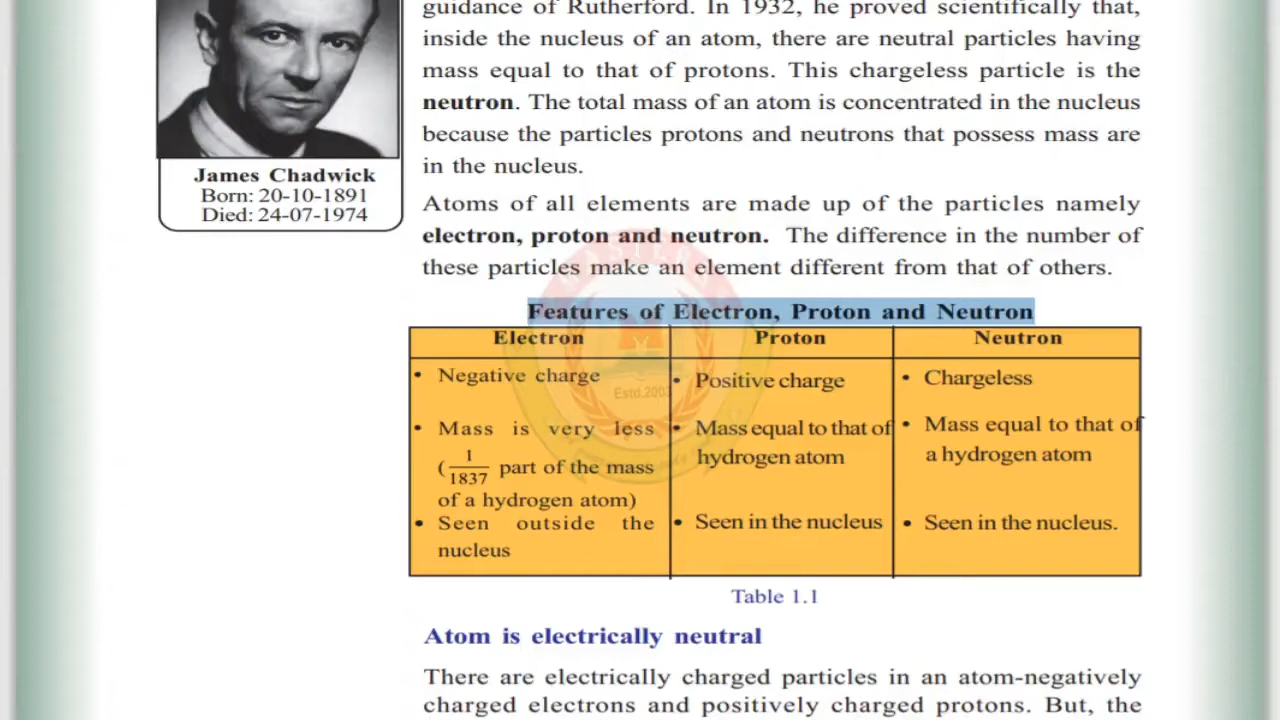 guidance of Rutherford. In 1932, he proved scientifically that,
inside the nucleus of an atom, there are neutral particles having
mass equal to that of protons. This chargeless particle is the
neutron. The total mass of an atom is concentrated in the nucleus
because the particles protons and neutrons that possess mass are
in the nucleus.
James Chadwick
Born: 20-10-1891
Died: 24-07-1974
Atoms of all elements are made up of the particles namely
electron, proton and neutron. The difference in the number of
these particles make an element different from that of others.
Features of Electron, Proton and Neutron
Electron
• Negative charge
• Mass is very less
(1/1837 part of the mass
of a hydrogen atom)
• Seen outside the
nucleus
Proton
• Positive charge
• Mass equal to that of
hydrogen atom
• Seen in the nucleus
Neutron
• Chargeless
• Mass equal to that of
a hydrogen atom
• Seen in the nucleus.
Estd.2003
Table 1.1
Atom is electrically neutral
There are electrically charged particles in an atom-negatively
charged electrons and positively charged protons. But, the